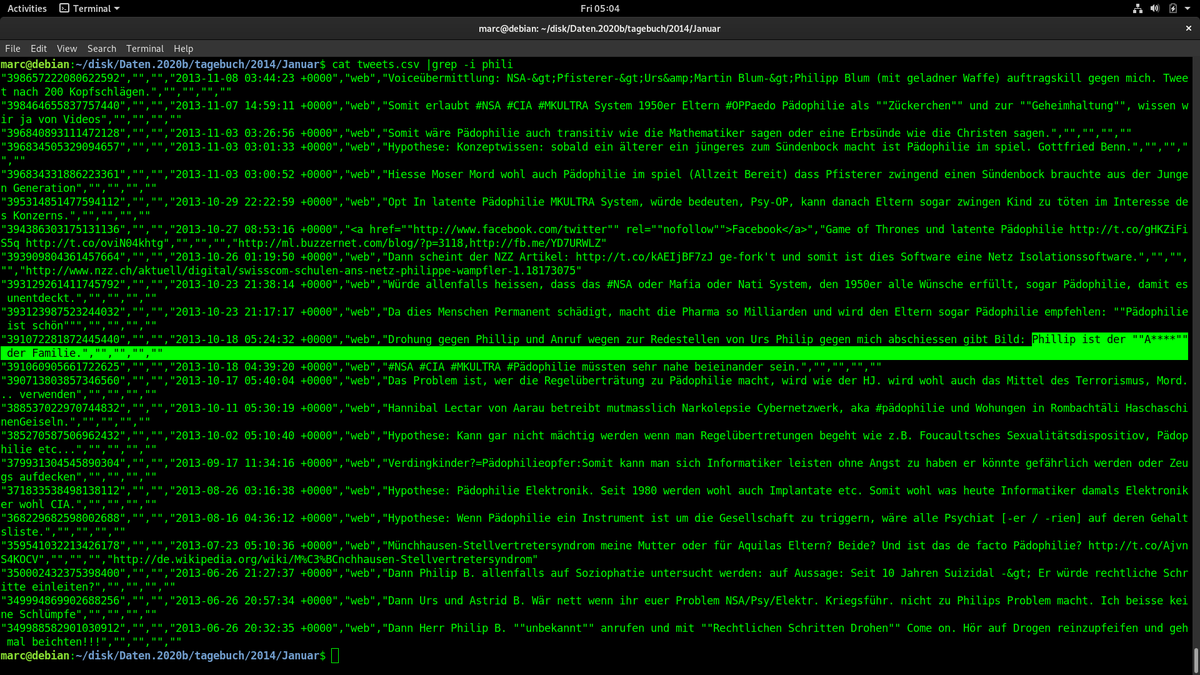 Activities Terminal Fri 05:04
marc@debian: ~/disk/Daten.2020b/tagebuch/2014/Januar
File Edit View Search Terminal Help
marc@debian:~/disk/Daten.2020b/tagebuch/2014/Januar$ cat tweets.csv |grep -i phili
"398657222080622592","","","2013-11-08 03:44:23 +0000","web","Voiceübermittlung: NSA-&gt;Pfisterer-&gt;Urs&amp;Martin Blum-&gt;Philipp Blum (mit geladner Waffe) auftragskill gegen mich. Twee
t nach 200 Kopfschlägen.","","","",""
"398464655837757440","","","2013-11-07 14:59:11 +0000","web","Somit erlaubt #NSA #CIA #MKULTRA System 1950er Eltern #OPPaedo Pädophilie als ""Zückerchen"" und zur ""Geheimhaltung"", wissen w
ir ja von Videos","","","",""
"396840893111472128","","","2013-11-03 03:26:56 +0000","web","Somit wäre Pädophilie auch transitiv wie die Mathematiker sagen oder eine Erbsünde wie die Christen sagen.","","","",""
"396834505329094657","","","2013-11-03 03:01:33 +0000","web","Hypothese: Konzeptwissen: sobald ein älterer ein jüngeres zum Sündenbock macht ist Pädophilie im spiel. Gottfried Benn.","","","
",""
"396834331886223361","","","2013-11-03 03:00:52 +0000","web","Hiesse Moser Mord wohl auch Pädophilie im spiel (Allzeit Bereit) dass Pfisterer zwingend einen Sündenbock brauchte aus der Junge
n Generation","","","",""
"395314851477594112","","","2013-10-29 22:22:59 +0000","web","Opt In latente Pädophilie MKULTRA System, würde bedeuten, Psy-OP, kann danach Eltern sogar zwingen Kind zu töten im Interesse de
s Konzerns.","","","",""
"394386303175131136","","","2013-10-27 08:53:16 +0000","<a href=""http://www.facebook.com/twitter"" rel=""nofollow"">Facebook</a>","Game of Thrones und latente Pädophilie http://t.co/gHKZiFi
S5q http://t.co/oviN04khtg","","","","http://ml.buzzernet.com/blog/?p=3118,http://fb.me/YD7URWLZ"
"393909804361457664","","","2013-10-26 01:19:50 +0000","web","Dann scheint der NZZ Artikel: http://t.co/kAEIjBF7zJ ge-fork't und somit ist dies Software eine Netz Isolationssoftware.","","",
"","http://www.nzz.ch/aktuell/digital/swisscom-schulen-ans-netz-philippe-wampfler-1.18173075"
"393129261411745792","","","2013-10-23 21:38:14 +0000","web","Würde allenfalls heissen, dass das #NSA oder Mafia oder Nati System, den 1950er alle Wünsche erfüllt, sogar Pädophilie, damit es
 unentdeckt.","","","",""
"393123987523244032","","","2013-10-23 21:17:17 +0000","web","Da dies Menschen Permanent schädigt, macht die Pharma so Milliarden und wird den Eltern sogar Pädophilie empfehlen: ""Pädophilie
 ist schön""","","","",""
"391072281872445440","","","2013-10-18 05:24:32 +0000","web","Drohung gegen Phillip und Anruf wegen zur Redestellen von Urs Philip gegen mich abschiessen gibt Bild: Phillip ist der ""A****""
 der Familie.","","","",""
"391060905661722625","","","2013-10-18 04:39:20 +0000","web","#NSA #CIA #MKULTRA #Pädophilie müssten sehr nahe beieinander sein.","","","",""
"390713803857346560","","","2013-10-17 05:40:04 +0000","web","Das Problem ist, wer die Regelüberträtung zu Pädophilie macht, wird wie der HJ. wird wohl auch das Mittel des Terrorismus, Mord.
.. verwenden","","","",""
"388537022970744832","","","2013-10-11 05:30:19 +0000","web","Hannibal Lectar von Aarau betreibt mutmasslich Narkolepsie Cybernetzwerk, aka #pädophilie und Wohungen in Rombachtäli Haschaschi
nenGeiseln.","","","",""
"385270587506962432","","","2013-10-02 05:10:40 +0000","web","Hypothese: Kann gar nicht mächtig werden wenn man Regelübertretungen begeht wie z.B. Foucaultsches Sexualitätsdispositiov, Pädop
hilie etc...","","","",""
"379931304545890304","","","2013-09-17 11:34:16 +0000","web","Verdingkinder?=Pädophilieopfer:Somit kann man sich Informatiker leisten ohne Angst zu haben er könnte gefährlich werden oder Zeu
gs aufdecken","","","",""
"371833538498138112","","","2013-08-26 03:16:38 +0000","web","Hypothese: Pädophilie Elektronik. Seit 1980 werden wohl auch Implantate etc. Somit wohl was heute Informatiker damals Elektronik
er wohl CIA.","","","",""
"368229682598002688","","","2013-08-16 04:36:12 +0000","web","Hypothese: Wenn Pädophilie ein Instrument ist um die Gesellschaft zu triggern, wäre alle Psychiat [-er / -rien] auf deren Gehalt
sliste.","","","",""
"359541032213426178","","","2013-07-23 05:10:36 +0000","web","Münchhausen-Stellvertretersyndrom meine Mutter oder für Aquilas Eltern? Beide? Und ist das de facto Pädophilie? http://t.co/Ajvn
S4KOCV","","","","http://de.wikipedia.org/wiki/M%C3%BCnchhausen-Stellvertretersyndrom"
"350002432375398400","","","2013-06-26 21:27:37 +0000","web","Dann Philip B. allenfalls auf Soziophatie untersucht werden: auf Aussage: Seit 10 Jahren Suizidal -&gt; Er würde rechtliche Schr
itte einleiten?","","","",""
"349994869902688256","","","2013-06-26 20:57:34 +0000","web","Dann Urs und Astrid B. Wär nett wenn ihr euer Problem NSA/Psy/Elektr. Kriegsführ. nicht zu Philips Problem macht. Ich beisse kei
ne Schlümpfe","","","",""
"349988582901030912","","","2013-06-26 20:32:35 +0000","web","Dann Herr Philip B. ""unbekannt"" anrufen und mit ""Rechtlichen Schritten Drohen"" Come on. Hör auf Drogen reinzupfeifen und geh
 mal beichten!!!","","","",""
marc@debian:~/disk/Daten.2020b/tagebuch/2014/Januar$